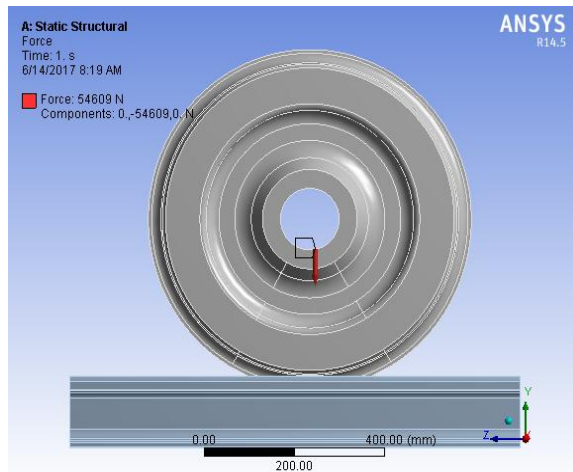 A: Static Structural
Force
Time: 1. s
6/14/2017 8:19 AM
Force: 54609 N
Components: 0.,-54609,0. N
ANSYS
R14.5
Y
Z
X
0.00
400.00 (mm)
200.00